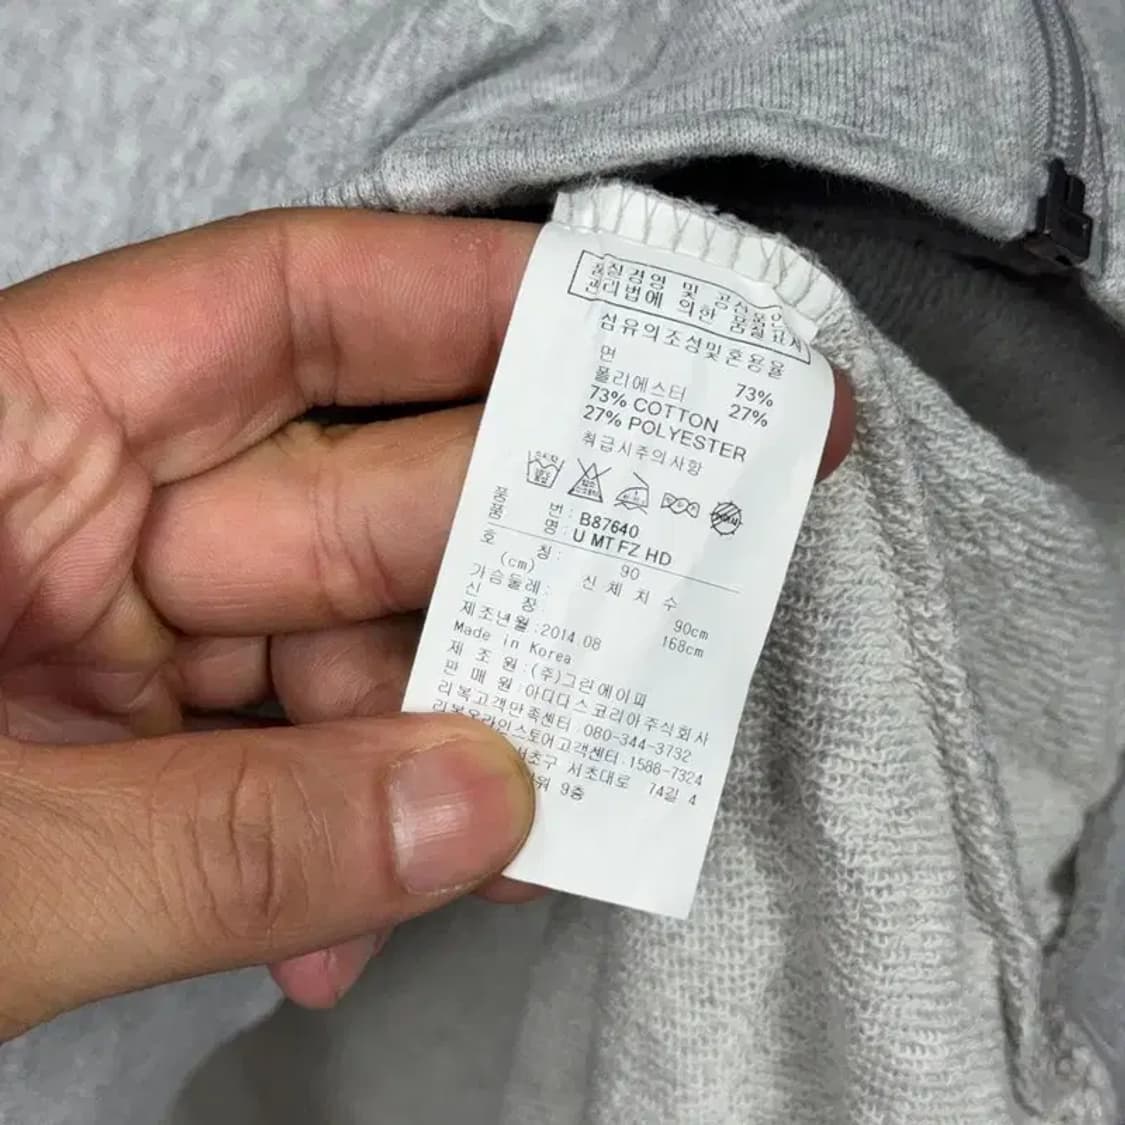 품질경영 및 공산품안
관리법에 의한 품질표시
섬유의조성및혼용율
면 73%
폴리에스터 27%
73% COTTON
27% POLYESTER
취급시주의사항
품 번: B87640
품 명: U MT FZ HD
호 칭: 90
(cm) 신 체 치 수
가슴둘레: 90cm
신 장: 168cm
제조년월:2014.08
Made in Korea
제 조 원:(주)그린에이피
판 매 원:아디다스코리아주식회사
리복고객만족센터:080-344-3732
리복온라인스토어고객센터:1588-7324
서초구 서초대로 74길 4
9층